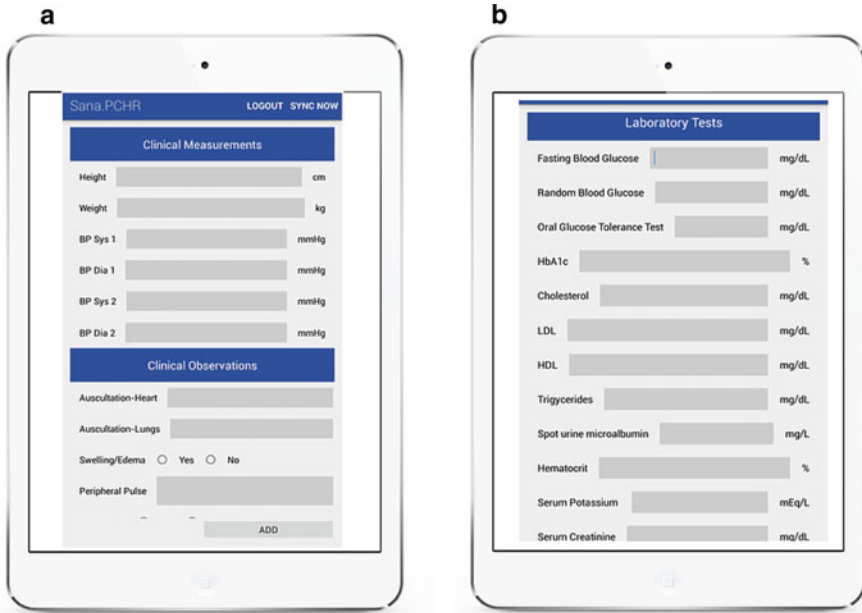 a
Sana.PCHR LOGOUT SYNC NOW
Clinical Measurements
Height cm
Weight kg
BP Sys 1 mmHg
BP Dia 1 mmHg
BP Sys 2 mmHg
BP Dia 2 mmHg
Clinical Observations
Auscultation-Heart
Auscultation-Lungs
Swelling/Edema Yes No
Peripheral Pulse
ADD
b
Laboratory Tests
Fasting Blood Glucose mg/dL
Random Blood Glucose mg/dL
Oral Glucose Tolerance Test mg/dL
HbA1c %
Cholesterol mg/dL
LDL mg/dL
HDL mg/dL
Trigycerides mg/dL
Spot urine microalbumin mg/L
Hematocrit %
Serum Potassium mEq/L
Serum Creatinine mg/dL